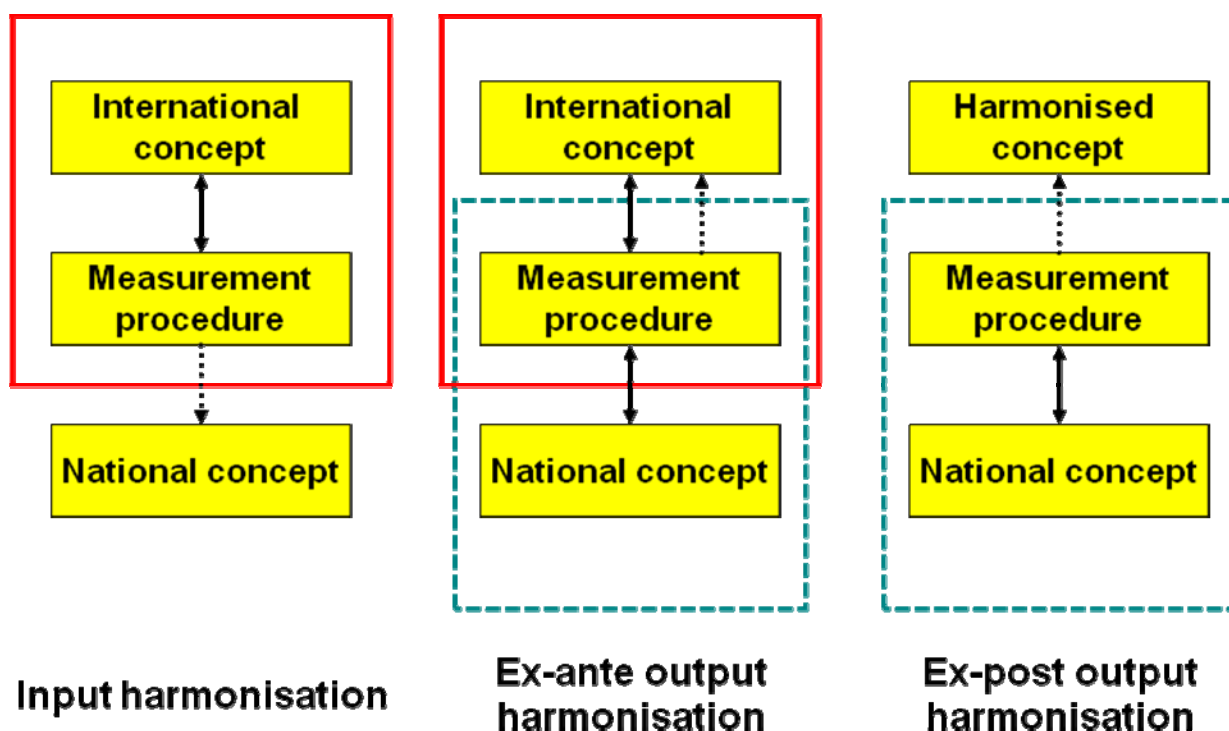 International
concept
Measurement
procedure
National concept
Input harmonisation
International
concept
Measurement
procedure
National concept
Ex-ante output
harmonisation
Harmonised
concept
Measurement
procedure
National concept
Ex-post output
harmonisation